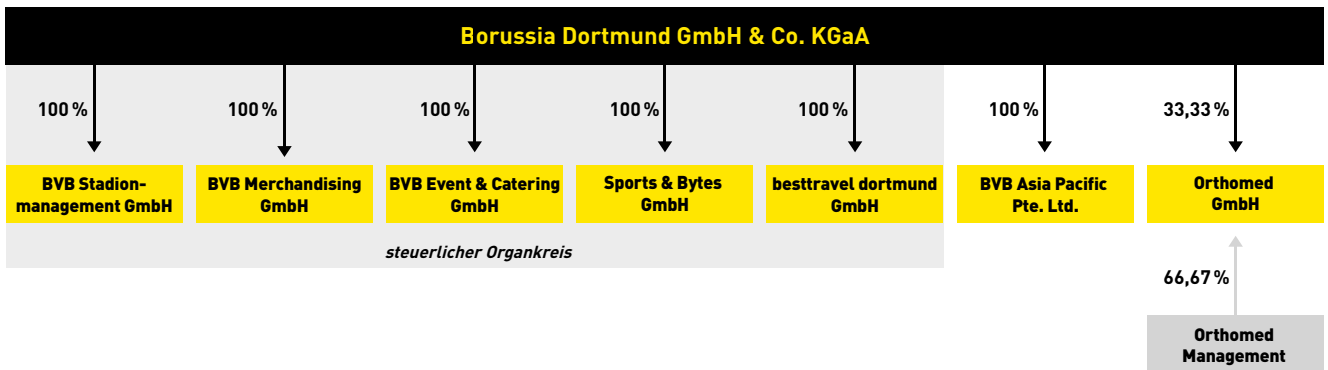 Borussia Dortmund GmbH & Co. KGaA
100 %
100 %
100 %
100 %
100 %
100 %
33,33 %
BVB Stadion-
management GmbH
BVB Merchandising
GmbH
BVB Event & Catering
GmbH
Sports & Bytes
GmbH
besttravel dortmund
GmbH
BVB Asia Pacific
Pte. Ltd.
Orthomed
GmbH
steuerlicher Organkreis
66,67 %
Orthomed
Management